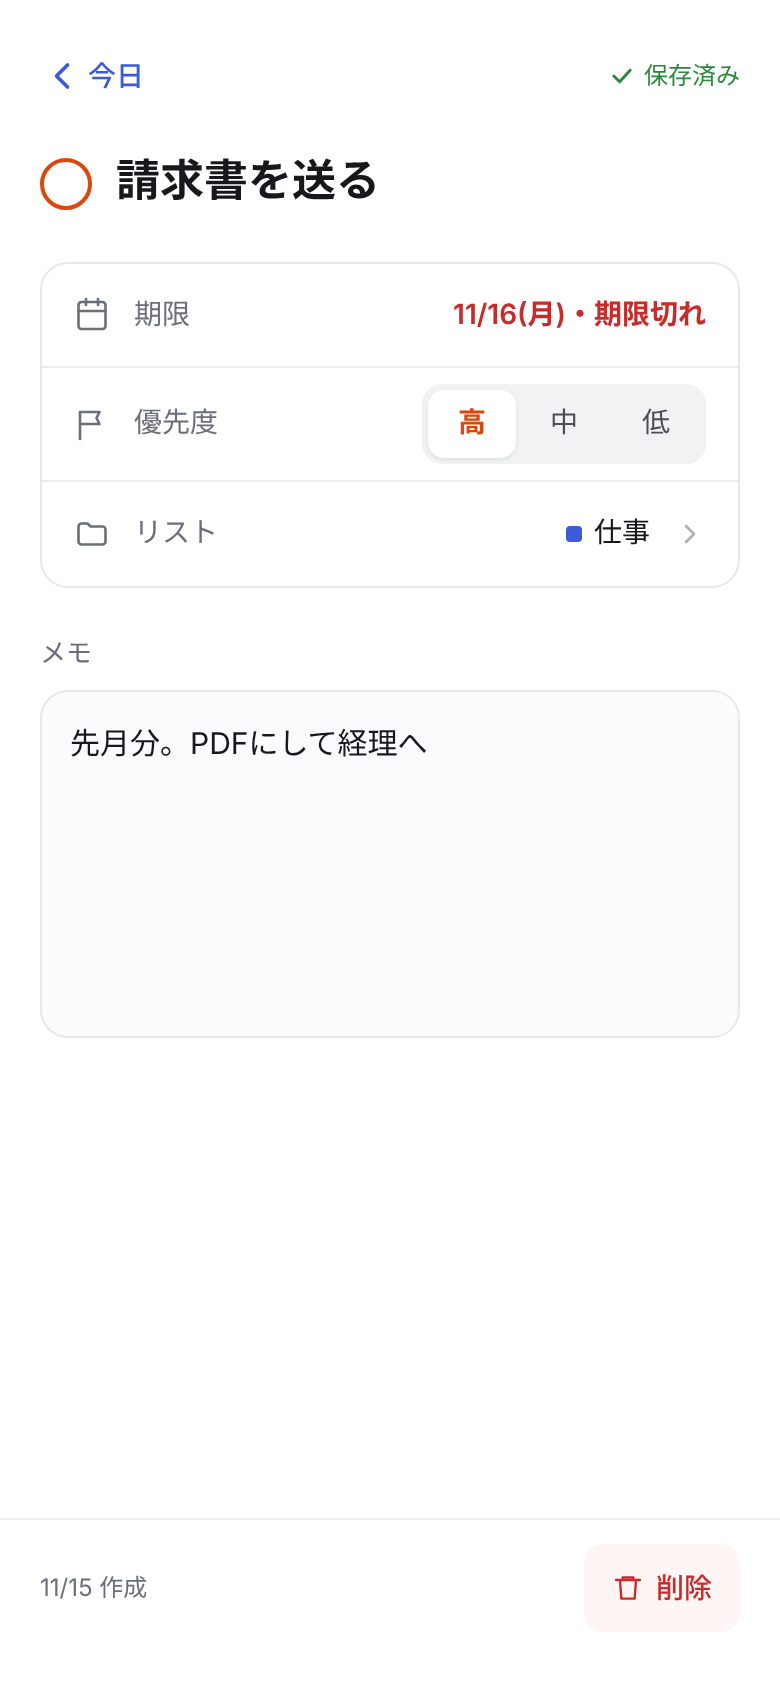 今日
保存済み
請求書を送る
期限
11/16(月)・期限切れ
優先度
高 中 低
リスト
仕事
メモ
先月分。PDFにして経理へ
11/15 作成
削除